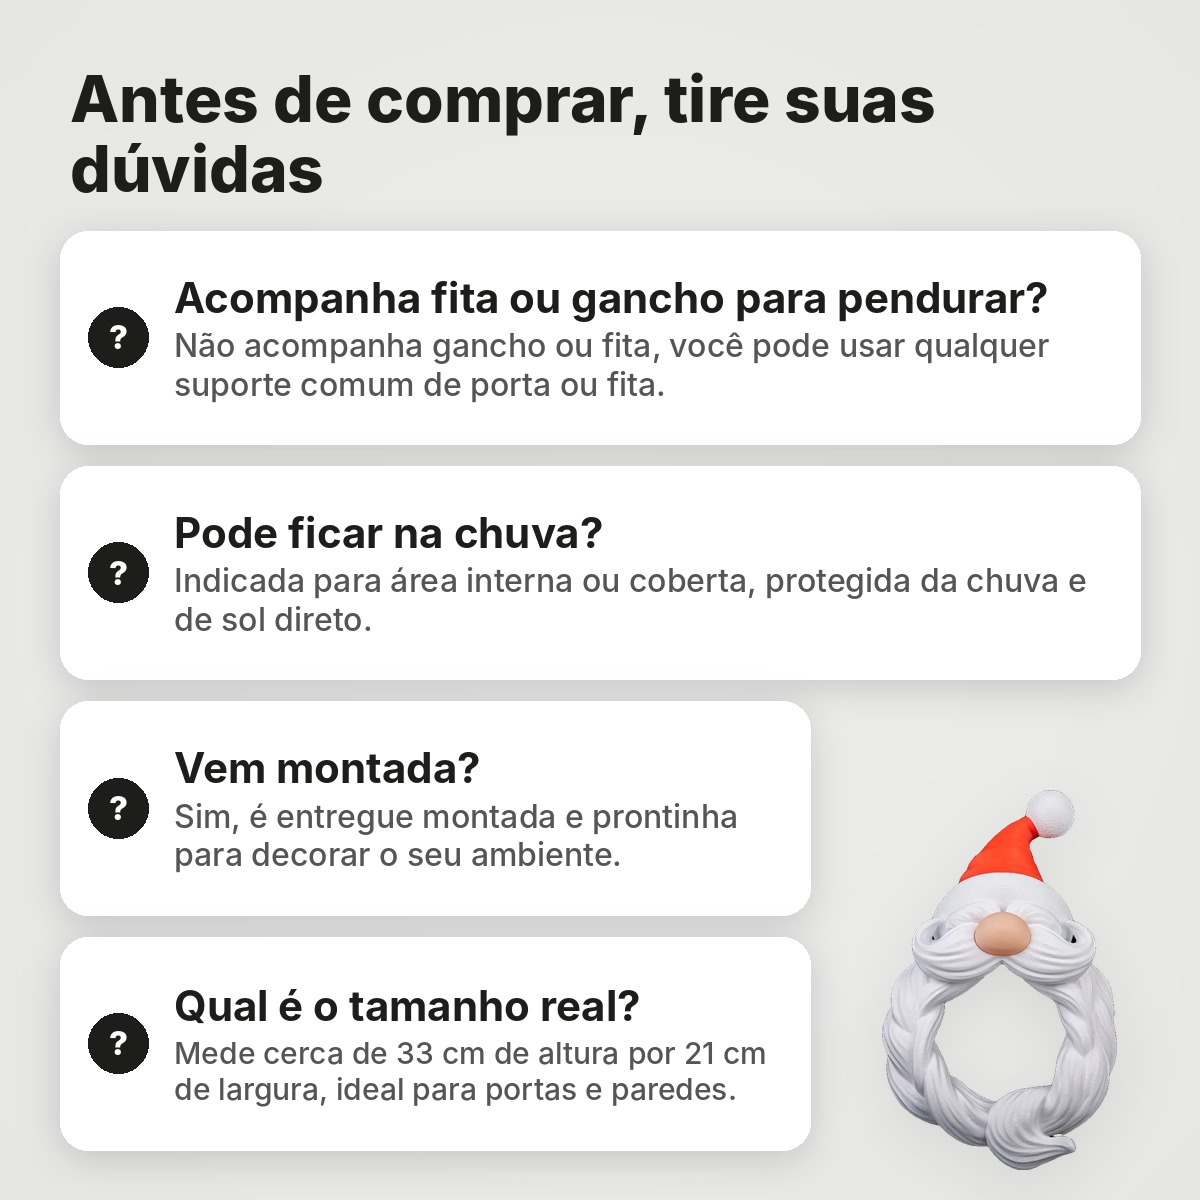 Antes de comprar, tire suas
dúvidas
?
Acompanha fita ou gancho para pendurar?
Não acompanha gancho ou fita, você pode usar qualquer
suporte comum de porta ou fita.
?
Pode ficar na chuva?
Indicada para área interna ou coberta, protegida da chuva e
de sol direto.
?
Vem montada?
Sim, é entregue montada e prontinha
para decorar o seu ambiente.
?
Qual é o tamanho real?
Mede cerca de 33 cm de altura por 21 cm
de largura, ideal para portas e paredes.